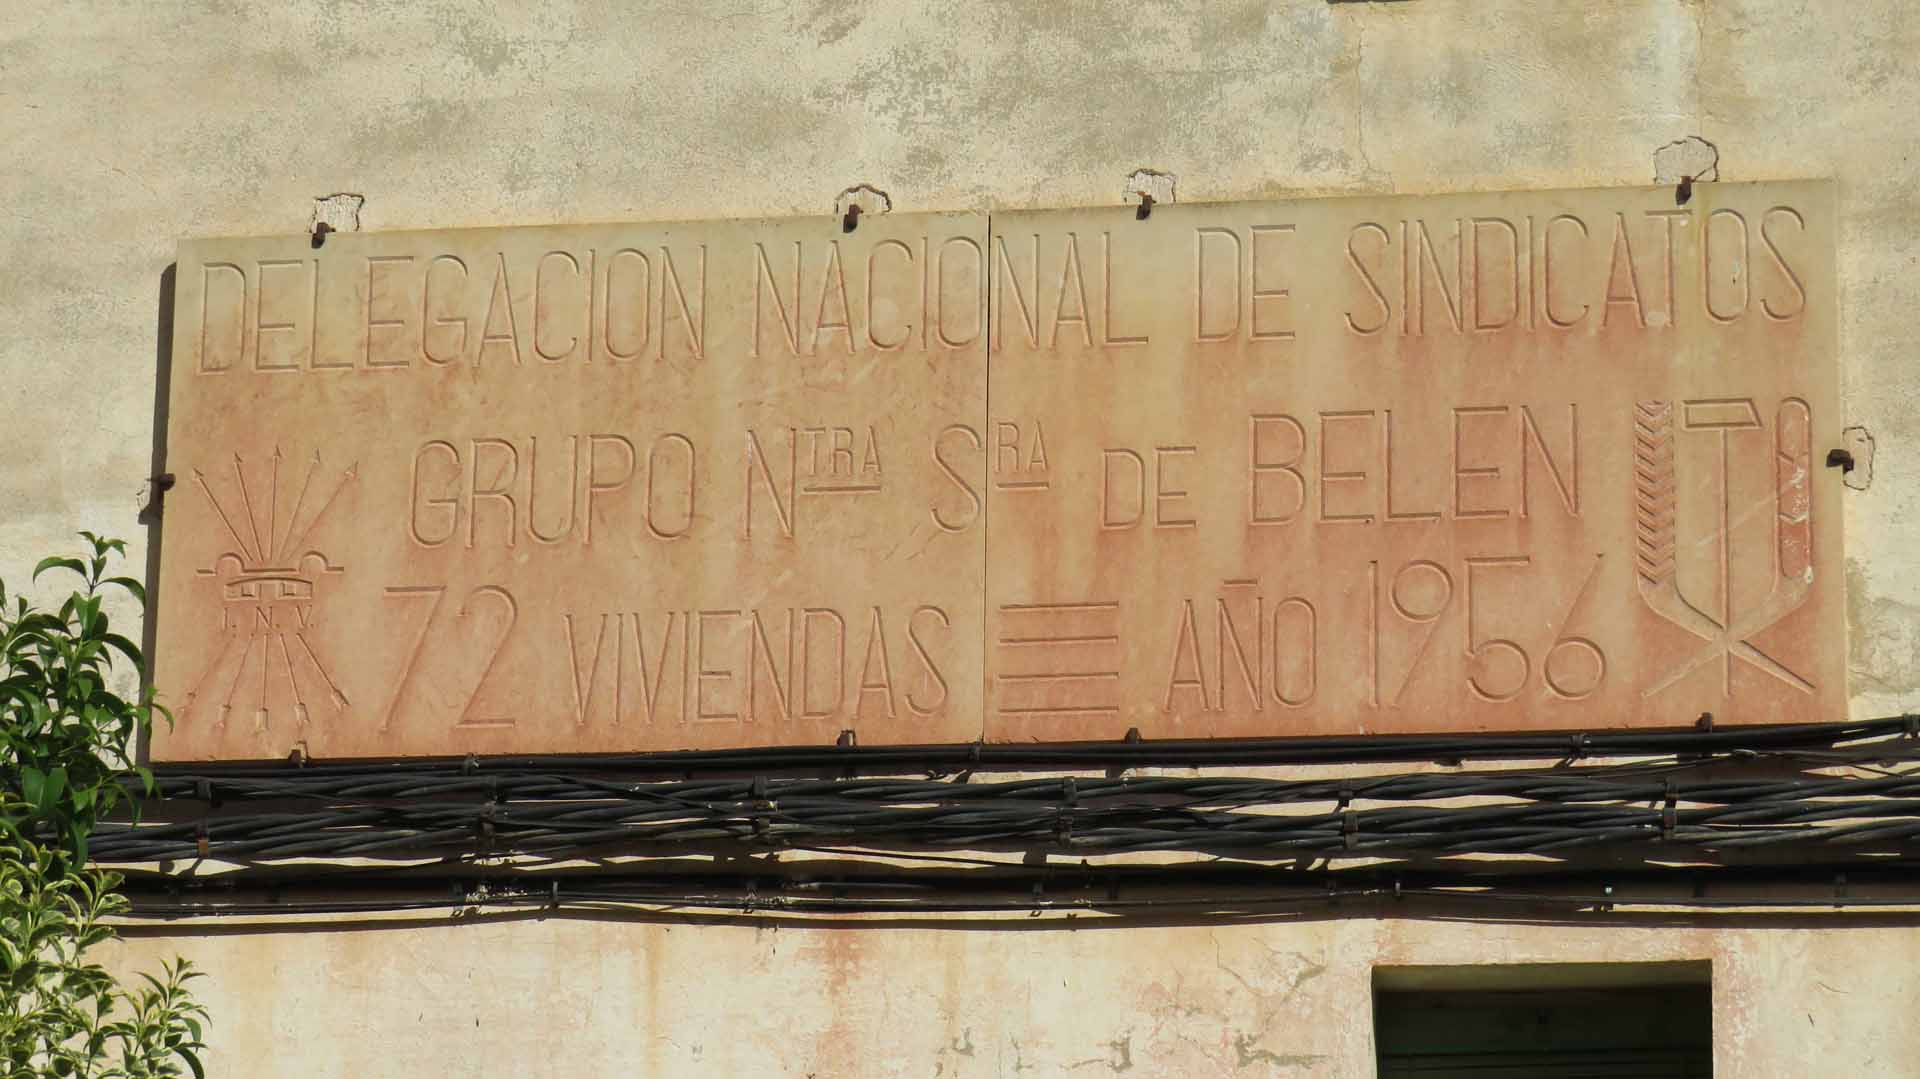 DELEGACION NACIONAL DE SINDICATOS
GRUPO Nᵀᴿᴬ Sᴿᴬ DE BELEN
I.N.V.
72 VIVIENDAS AÑO 1956